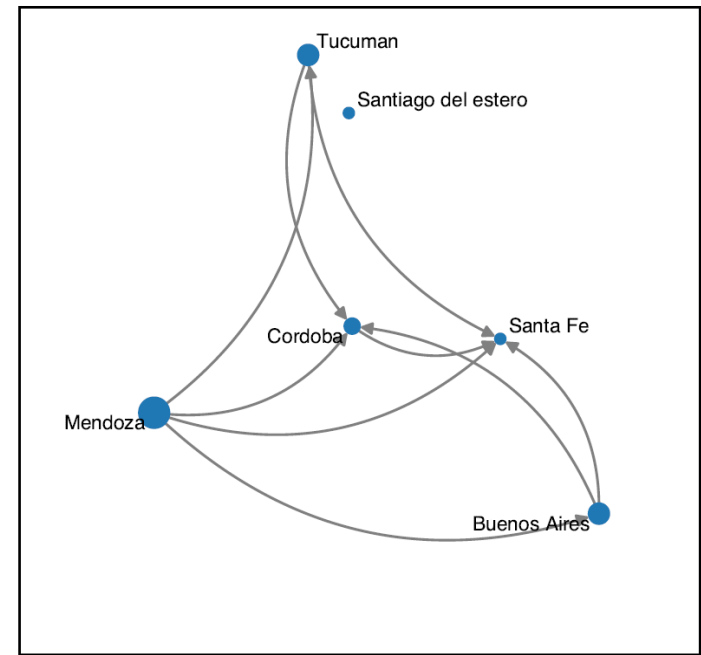 Tucuman
Santiago del estero
Santa Fe
Cordoba
Mendoza
Buenos Aires